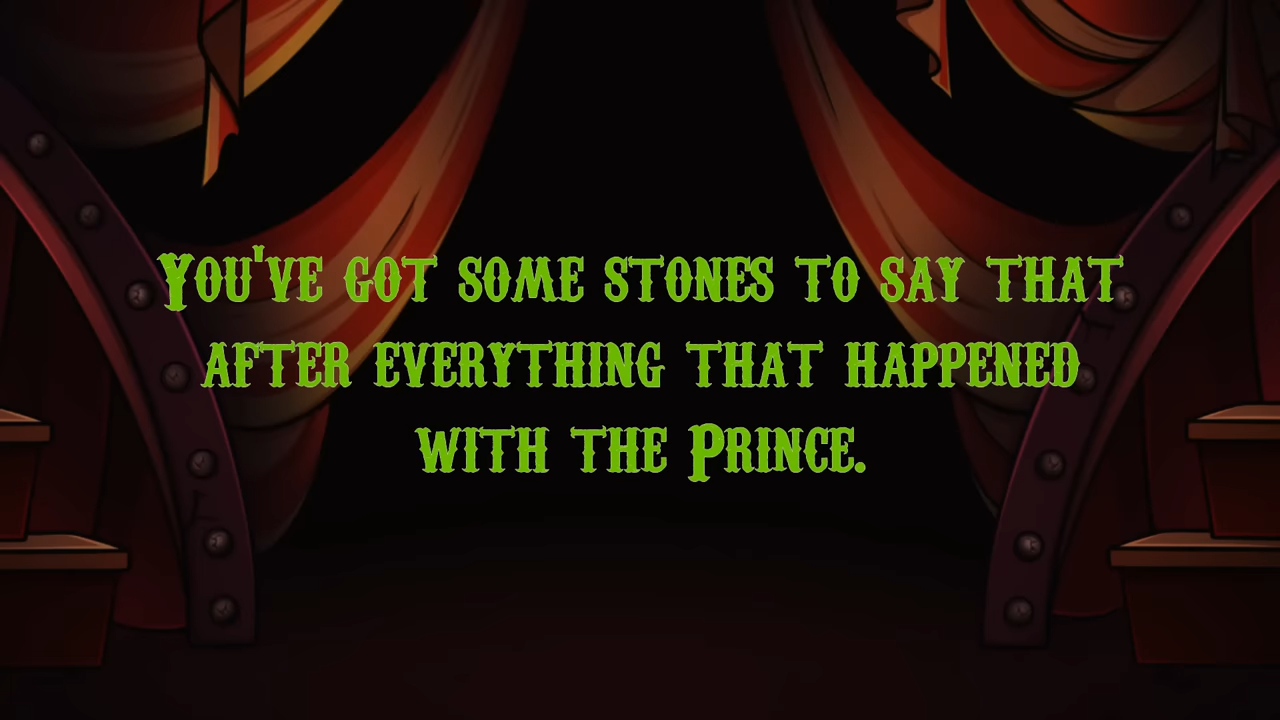 You've got some stones to say that
after everything that happened
with the Prince.